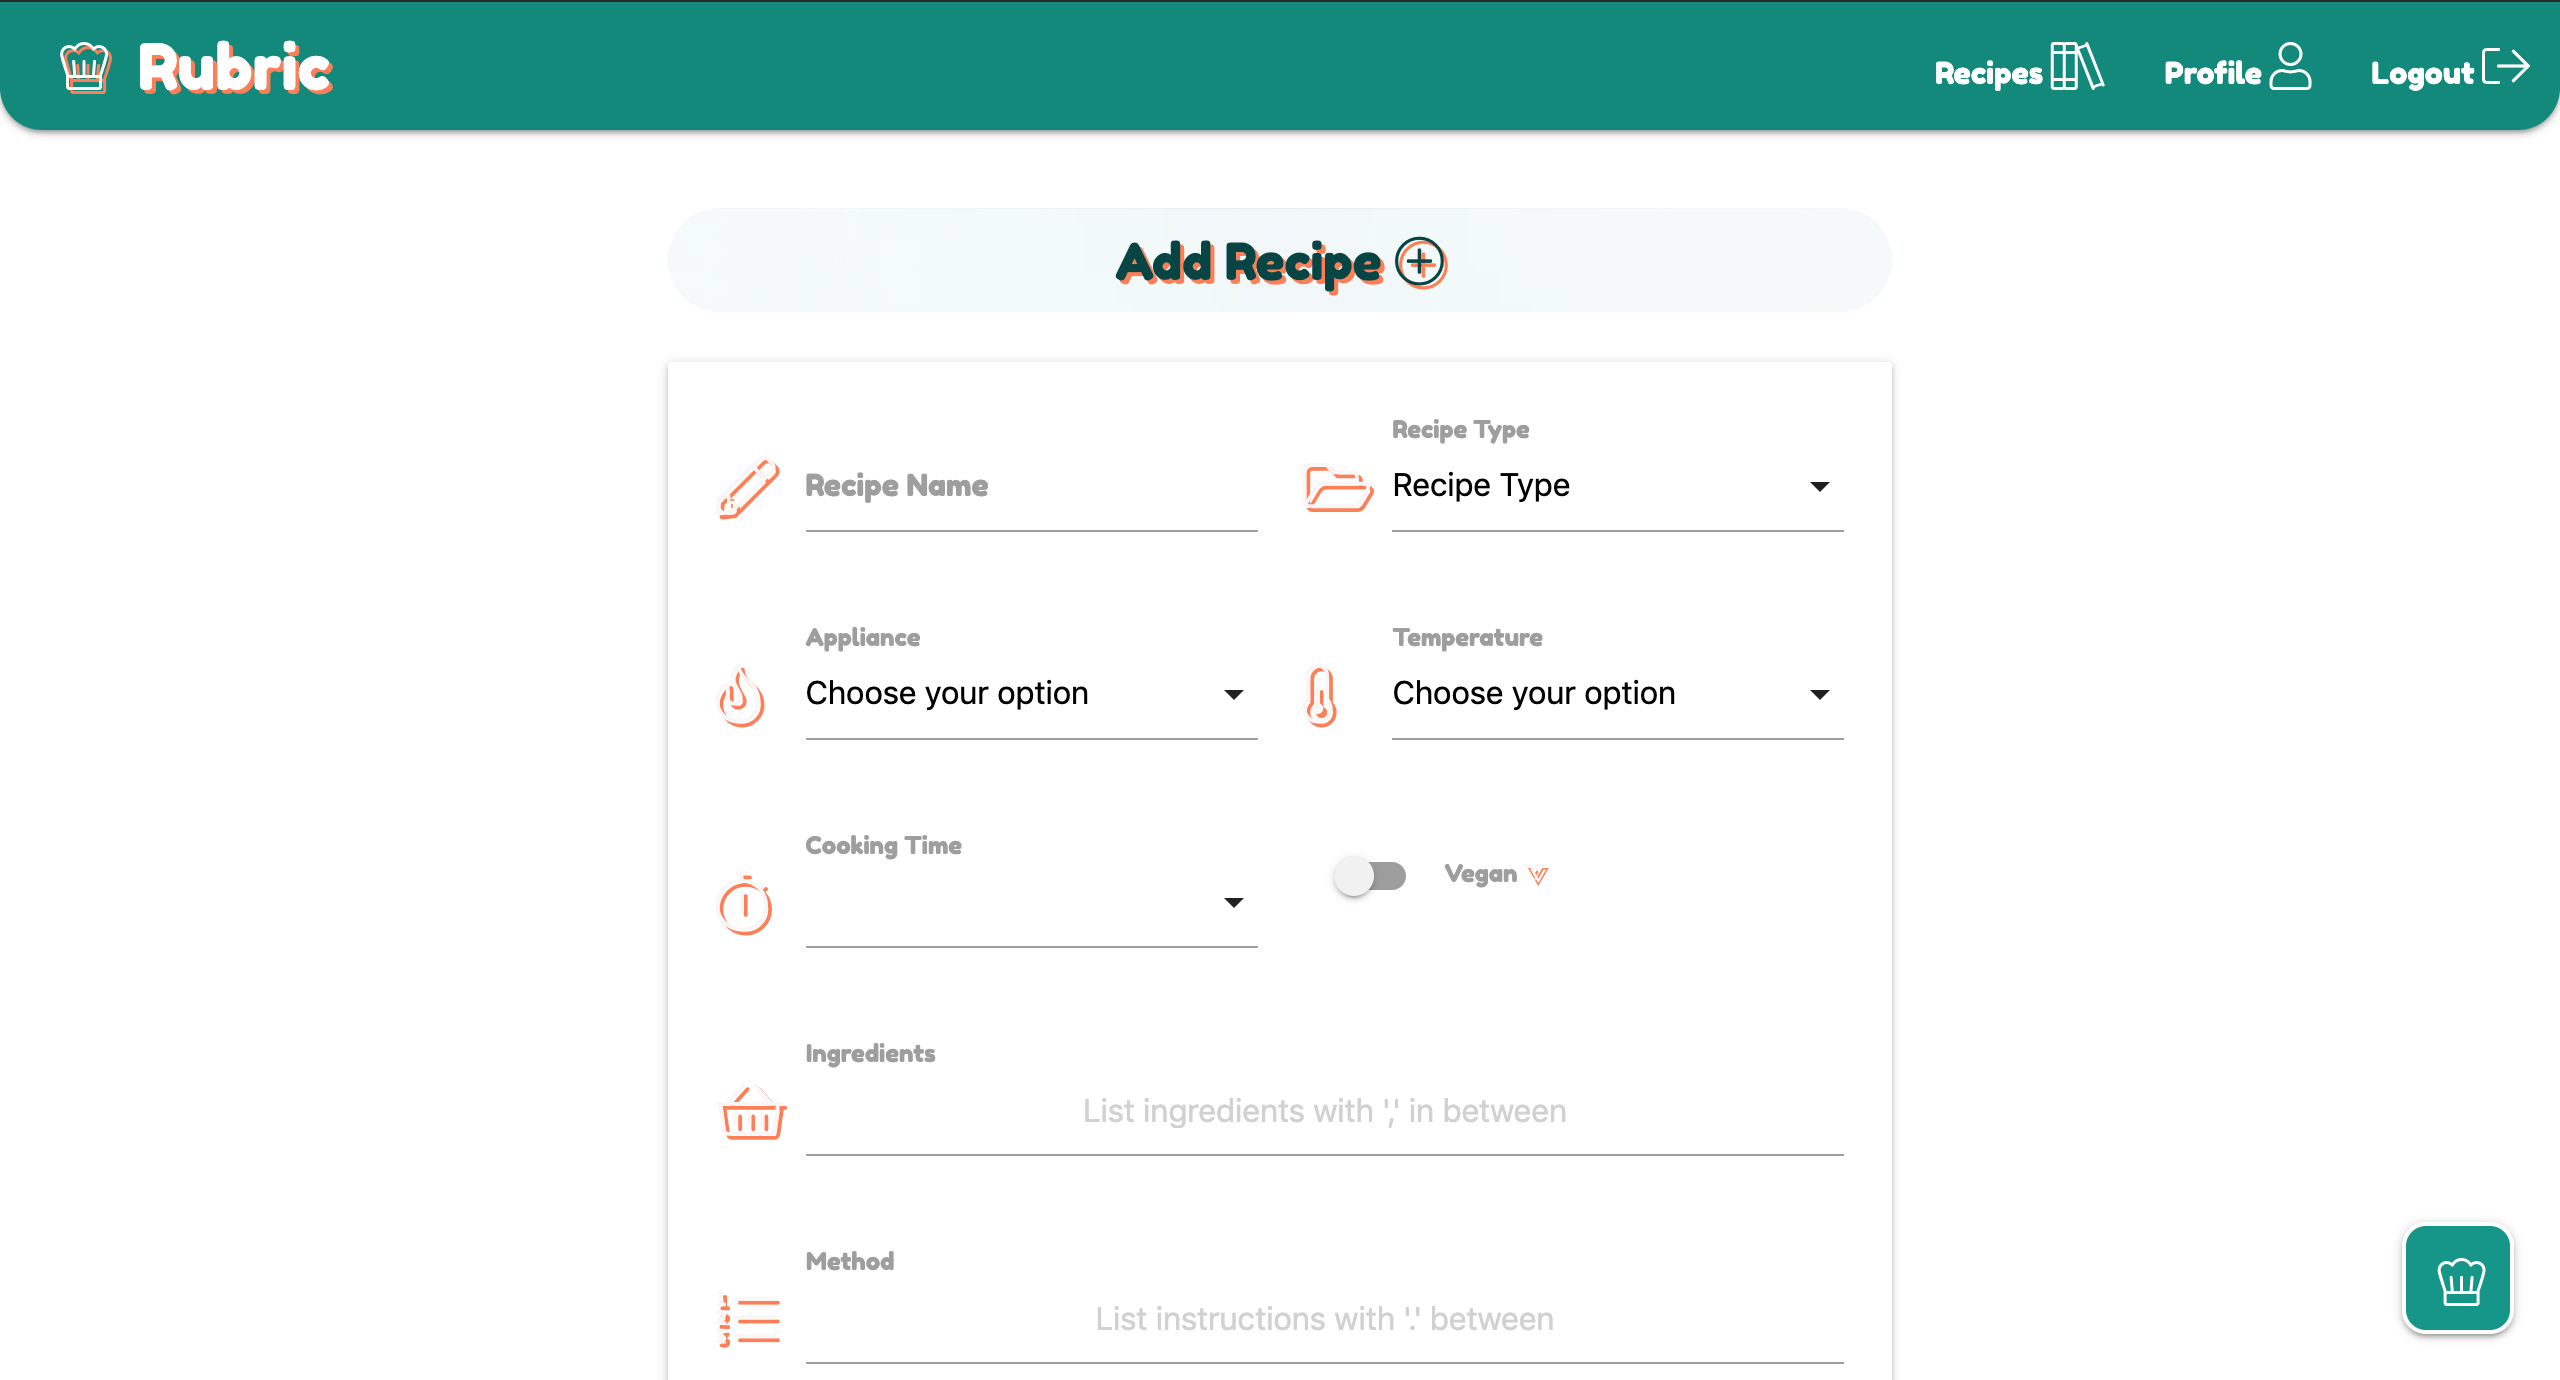 Rubric
Recipes
Profile
Logout
Add Recipe
Recipe Name
Recipe Type
Recipe Type
Appliance
Choose your option
Temperature
Choose your option
Cooking Time
Vegan
Ingredients
List ingredients with ',' in between
Method
List instructions with '.' between